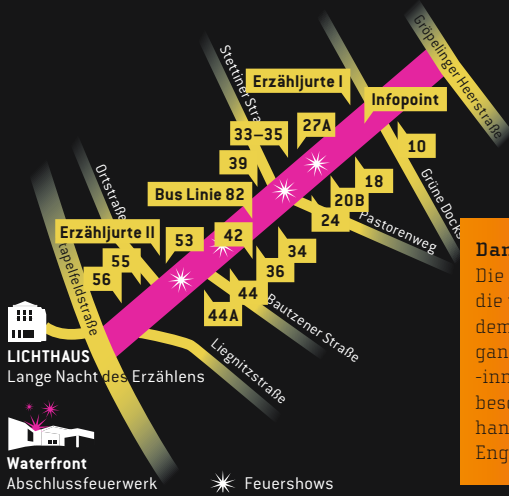 Gröpelinger Heerstraße
Stettiner Stra
Erzähljurte I
Infopoint
33–35
27A
10
39
18
Grüne Docks
Ortstraße
Bus Linie 82
20B
24
Pastorenweg
Erzähljurte II
53
42
34
55
36
56
44
44A
Bautzener Straße
tapelfeldstraße
Liegnitzstraße
LICHTHAUS
Lange Nacht des Erzählens
Waterfront
Abschlussfeuerwerk
Feuershows
Dar
Die
die
dem
gan
-inn
besc
han
Eng